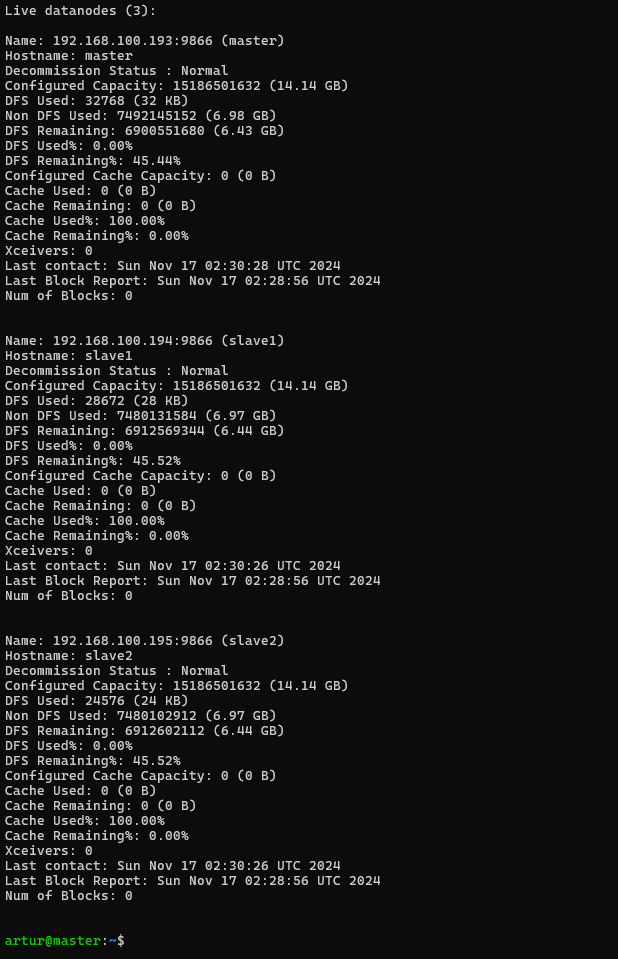 Live datanodes (3):

Name: 192.168.100.193:9866 (master)
Hostname: master
Decommission Status : Normal
Configured Capacity: 15186501632 (14.14 GB)
DFS Used: 32768 (32 KB)
Non DFS Used: 7492145152 (6.98 GB)
DFS Remaining: 6900551680 (6.43 GB)
DFS Used%: 0.00%
DFS Remaining%: 45.44%
Configured Cache Capacity: 0 (0 B)
Cache Used: 0 (0 B)
Cache Remaining: 0 (0 B)
Cache Used%: 100.00%
Cache Remaining%: 0.00%
Xceivers: 0
Last contact: Sun Nov 17 02:30:28 UTC 2024
Last Block Report: Sun Nov 17 02:28:56 UTC 2024
Num of Blocks: 0

Name: 192.168.100.194:9866 (slave1)
Hostname: slave1
Decommission Status : Normal
Configured Capacity: 15186501632 (14.14 GB)
DFS Used: 28672 (28 KB)
Non DFS Used: 7480131584 (6.97 GB)
DFS Remaining: 6912569344 (6.44 GB)
DFS Used%: 0.00%
DFS Remaining%: 45.52%
Configured Cache Capacity: 0 (0 B)
Cache Used: 0 (0 B)
Cache Remaining: 0 (0 B)
Cache Used%: 100.00%
Cache Remaining%: 0.00%
Xceivers: 0
Last contact: Sun Nov 17 02:30:26 UTC 2024
Last Block Report: Sun Nov 17 02:28:56 UTC 2024
Num of Blocks: 0

Name: 192.168.100.195:9866 (slave2)
Hostname: slave2
Decommission Status : Normal
Configured Capacity: 15186501632 (14.14 GB)
DFS Used: 24576 (24 KB)
Non DFS Used: 7480102912 (6.97 GB)
DFS Remaining: 6912602112 (6.44 GB)
DFS Used%: 0.00%
DFS Remaining%: 45.52%
Configured Cache Capacity: 0 (0 B)
Cache Used: 0 (0 B)
Cache Remaining: 0 (0 B)
Cache Used%: 100.00%
Cache Remaining%: 0.00%
Xceivers: 0
Last contact: Sun Nov 17 02:30:26 UTC 2024
Last Block Report: Sun Nov 17 02:28:56 UTC 2024
Num of Blocks: 0

artur@master:~$